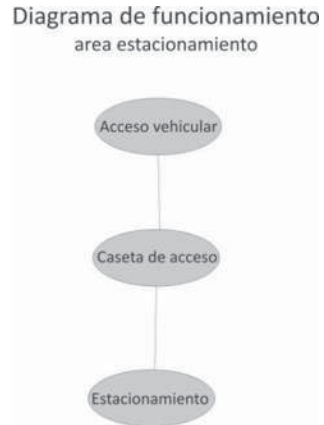 Diagrama de funcionamiento
area estacionamiento
Acceso vehicular
Caseta de acceso
Estacionamiento